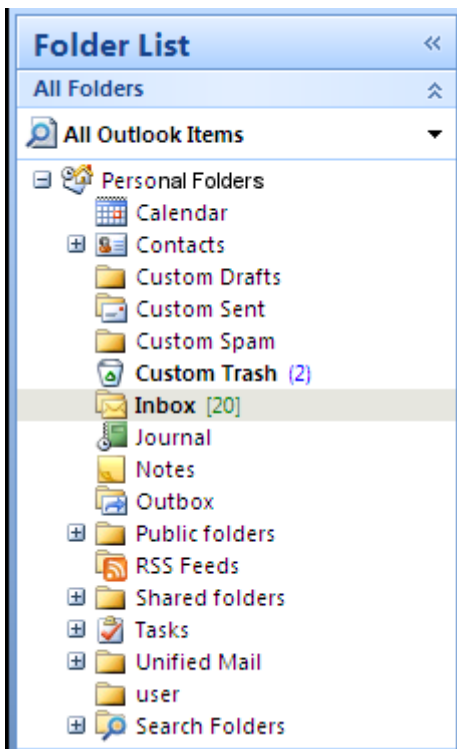 Folder List
All Folders
All Outlook Items
Personal Folders
Calendar
Contacts
Custom Drafts
Custom Sent
Custom Spam
Custom Trash (2)
Inbox [20]
Journal
Notes
Outbox
Public folders
RSS Feeds
Shared folders
Tasks
Unified Mail
user
Search Folders